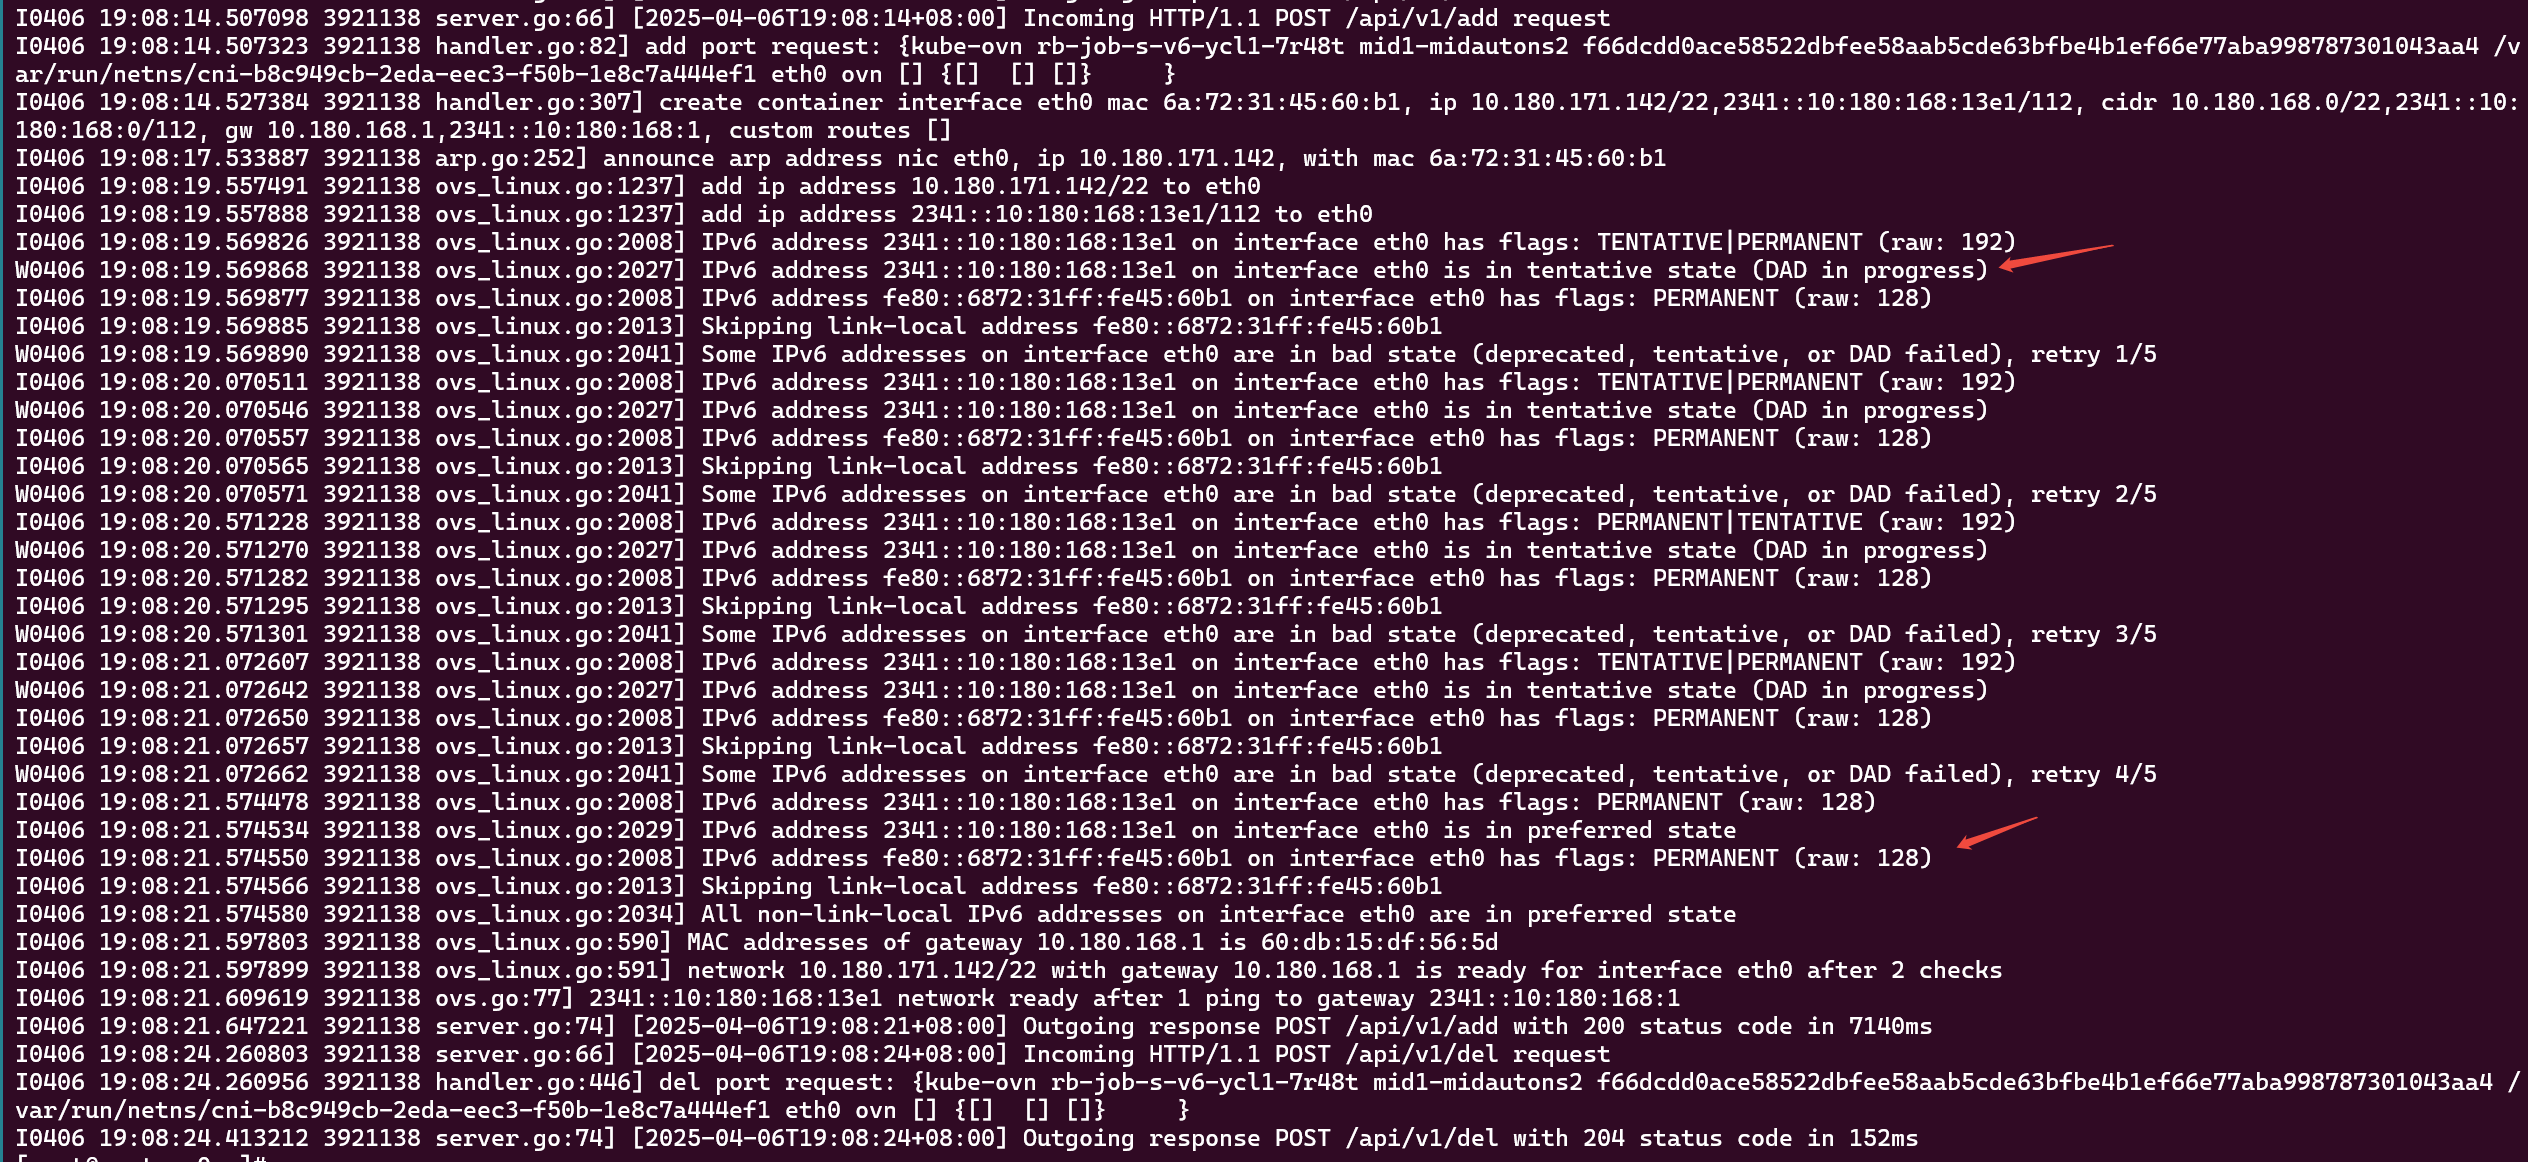 I0406 19:08:14.507098 3921138 server.go:66] [2025-04-06T19:08:14+08:00] Incoming HTTP/1.1 POST /api/v1/add request
I0406 19:08:14.507323 3921138 handler.go:82] add port request: {kube-ovn rb-job-s-v6-ycl1-7r48t mid1-midautons2 f66dcdd0ace58522dbfee58aab5cde63bfbe4b1ef66e77aba998787301043aa4 /v
ar/run/netns/cni-b8c949cb-2eda-eec3-f50b-1e8c7a444ef1 eth0 ovn [] {[]  [] []}     }
I0406 19:08:14.527384 3921138 handler.go:307] create container interface eth0 mac 6a:72:31:45:60:b1, ip 10.180.171.142/22,2341::10:180:168:13e1/112, cidr 10.180.168.0/22,2341::10:
180:168:0/112, gw 10.180.168.1,2341::10:180:168:1, custom routes []
I0406 19:08:17.533887 3921138 arp.go:252] announce arp address nic eth0, ip 10.180.171.142, with mac 6a:72:31:45:60:b1
I0406 19:08:19.557491 3921138 ovs_linux.go:1237] add ip address 10.180.171.142/22 to eth0
I0406 19:08:19.557888 3921138 ovs_linux.go:1237] add ip address 2341::10:180:168:13e1/112 to eth0
I0406 19:08:19.569826 3921138 ovs_linux.go:2008] IPv6 address 2341::10:180:168:13e1 on interface eth0 has flags: TENTATIVE|PERMANENT (raw: 192)
W0406 19:08:19.569868 3921138 ovs_linux.go:2027] IPv6 address 2341::10:180:168:13e1 on interface eth0 is in tentative state (DAD in progress)
I0406 19:08:19.569877 3921138 ovs_linux.go:2008] IPv6 address fe80::6872:31ff:fe45:60b1 on interface eth0 has flags: PERMANENT (raw: 128)
I0406 19:08:19.569885 3921138 ovs_linux.go:2013] Skipping link-local address fe80::6872:31ff:fe45:60b1
W0406 19:08:19.569890 3921138 ovs_linux.go:2041] Some IPv6 addresses on interface eth0 are in bad state (deprecated, tentative, or DAD failed), retry 1/5
I0406 19:08:20.070511 3921138 ovs_linux.go:2008] IPv6 address 2341::10:180:168:13e1 on interface eth0 has flags: TENTATIVE|PERMANENT (raw: 192)
W0406 19:08:20.070546 3921138 ovs_linux.go:2027] IPv6 address 2341::10:180:168:13e1 on interface eth0 is in tentative state (DAD in progress)
I0406 19:08:20.070557 3921138 ovs_linux.go:2008] IPv6 address fe80::6872:31ff:fe45:60b1 on interface eth0 has flags: PERMANENT (raw: 128)
I0406 19:08:20.070565 3921138 ovs_linux.go:2013] Skipping link-local address fe80::6872:31ff:fe45:60b1
W0406 19:08:20.070571 3921138 ovs_linux.go:2041] Some IPv6 addresses on interface eth0 are in bad state (deprecated, tentative, or DAD failed), retry 2/5
I0406 19:08:20.571228 3921138 ovs_linux.go:2008] IPv6 address 2341::10:180:168:13e1 on interface eth0 has flags: PERMANENT|TENTATIVE (raw: 192)
W0406 19:08:20.571270 3921138 ovs_linux.go:2027] IPv6 address 2341::10:180:168:13e1 on interface eth0 is in tentative state (DAD in progress)
I0406 19:08:20.571282 3921138 ovs_linux.go:2008] IPv6 address fe80::6872:31ff:fe45:60b1 on interface eth0 has flags: PERMANENT (raw: 128)
I0406 19:08:20.571295 3921138 ovs_linux.go:2013] Skipping link-local address fe80::6872:31ff:fe45:60b1
W0406 19:08:20.571301 3921138 ovs_linux.go:2041] Some IPv6 addresses on interface eth0 are in bad state (deprecated, tentative, or DAD failed), retry 3/5
I0406 19:08:21.072607 3921138 ovs_linux.go:2008] IPv6 address 2341::10:180:168:13e1 on interface eth0 has flags: TENTATIVE|PERMANENT (raw: 192)
W0406 19:08:21.072642 3921138 ovs_linux.go:2027] IPv6 address 2341::10:180:168:13e1 on interface eth0 is in tentative state (DAD in progress)
I0406 19:08:21.072650 3921138 ovs_linux.go:2008] IPv6 address fe80::6872:31ff:fe45:60b1 on interface eth0 has flags: PERMANENT (raw: 128)
I0406 19:08:21.072657 3921138 ovs_linux.go:2013] Skipping link-local address fe80::6872:31ff:fe45:60b1
W0406 19:08:21.072662 3921138 ovs_linux.go:2041] Some IPv6 addresses on interface eth0 are in bad state (deprecated, tentative, or DAD failed), retry 4/5
I0406 19:08:21.574478 3921138 ovs_linux.go:2008] IPv6 address 2341::10:180:168:13e1 on interface eth0 has flags: PERMANENT (raw: 128)
I0406 19:08:21.574534 3921138 ovs_linux.go:2029] IPv6 address 2341::10:180:168:13e1 on interface eth0 is in preferred state
I0406 19:08:21.574550 3921138 ovs_linux.go:2008] IPv6 address fe80::6872:31ff:fe45:60b1 on interface eth0 has flags: PERMANENT (raw: 128)
I0406 19:08:21.574566 3921138 ovs_linux.go:2013] Skipping link-local address fe80::6872:31ff:fe45:60b1
I0406 19:08:21.574580 3921138 ovs_linux.go:2034] All non-link-local IPv6 addresses on interface eth0 are in preferred state
I0406 19:08:21.597803 3921138 ovs_linux.go:590] MAC addresses of gateway 10.180.168.1 is 60:db:15:df:56:5d
I0406 19:08:21.597899 3921138 ovs_linux.go:591] network 10.180.171.142/22 with gateway 10.180.168.1 is ready for interface eth0 after 2 checks
I0406 19:08:21.609619 3921138 ovs.go:77] 2341::10:180:168:13e1 network ready after 1 ping to gateway 2341::10:180:168:1
I0406 19:08:21.647221 3921138 server.go:74] [2025-04-06T19:08:21+08:00] Outgoing response POST /api/v1/add with 200 status code in 7140ms
I0406 19:08:24.260803 3921138 server.go:66] [2025-04-06T19:08:24+08:00] Incoming HTTP/1.1 POST /api/v1/del request
I0406 19:08:24.260956 3921138 handler.go:446] del port request: {kube-ovn rb-job-s-v6-ycl1-7r48t mid1-midautons2 f66dcdd0ace58522dbfee58aab5cde63bfbe4b1ef66e77aba998787301043aa4 /
var/run/netns/cni-b8c949cb-2eda-eec3-f50b-1e8c7a444ef1 eth0 ovn [] {[]  [] []}     }
I0406 19:08:24.413212 3921138 server.go:74] [2025-04-06T19:08:24+08:00] Outgoing response POST /api/v1/del with 204 status code in 152ms